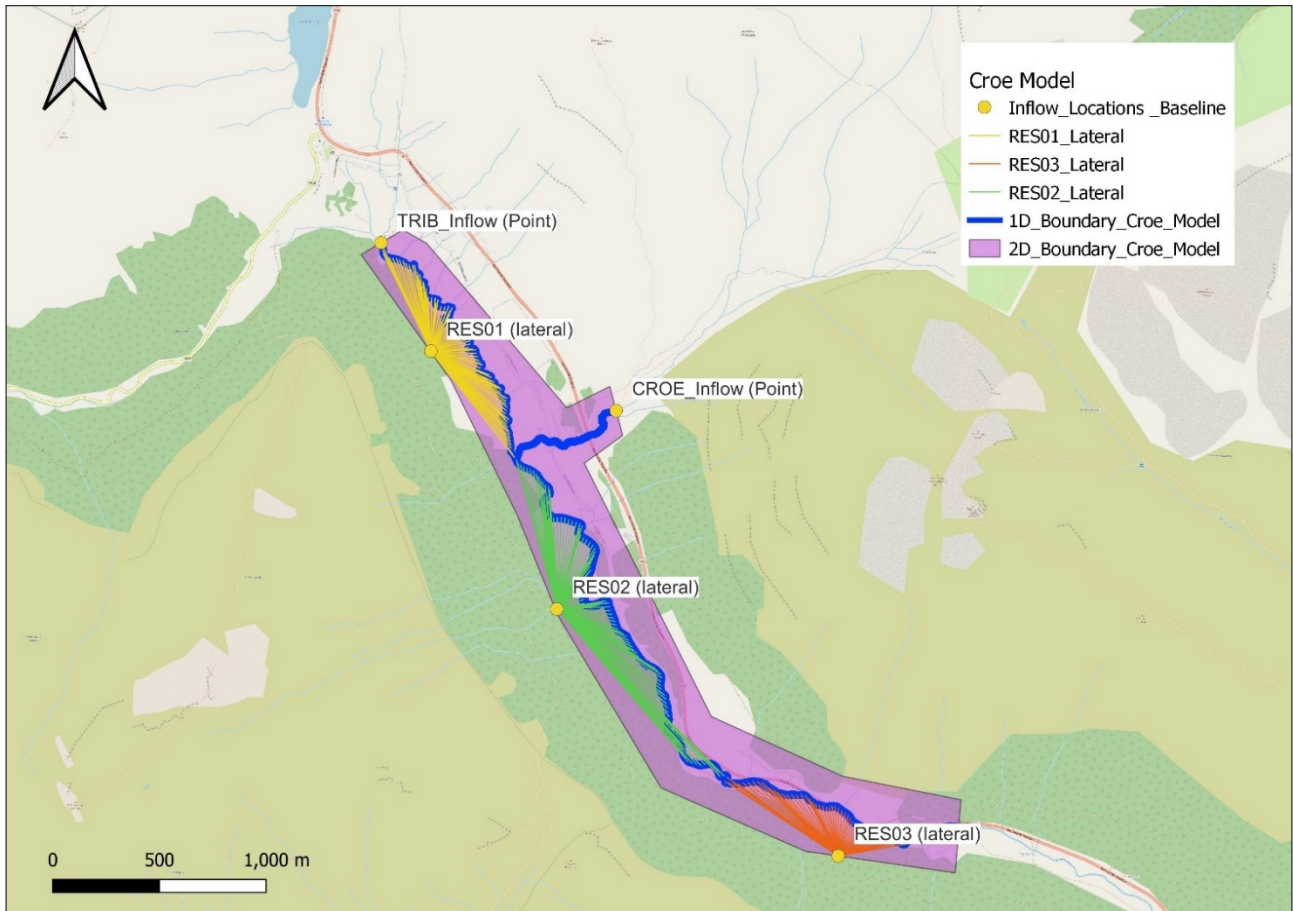 Croe Model
Inflow_Locations _Baseline
RES01_Lateral
RES03_Lateral
RES02_Lateral
1D_Boundary_Croe_Model
2D_Boundary_Croe_Model
TRIB_Inflow (Point)
RES01 (lateral)
CROE_Inflow (Point)
RES02 (lateral)
RES03 (lateral)
0 500 1,000 m